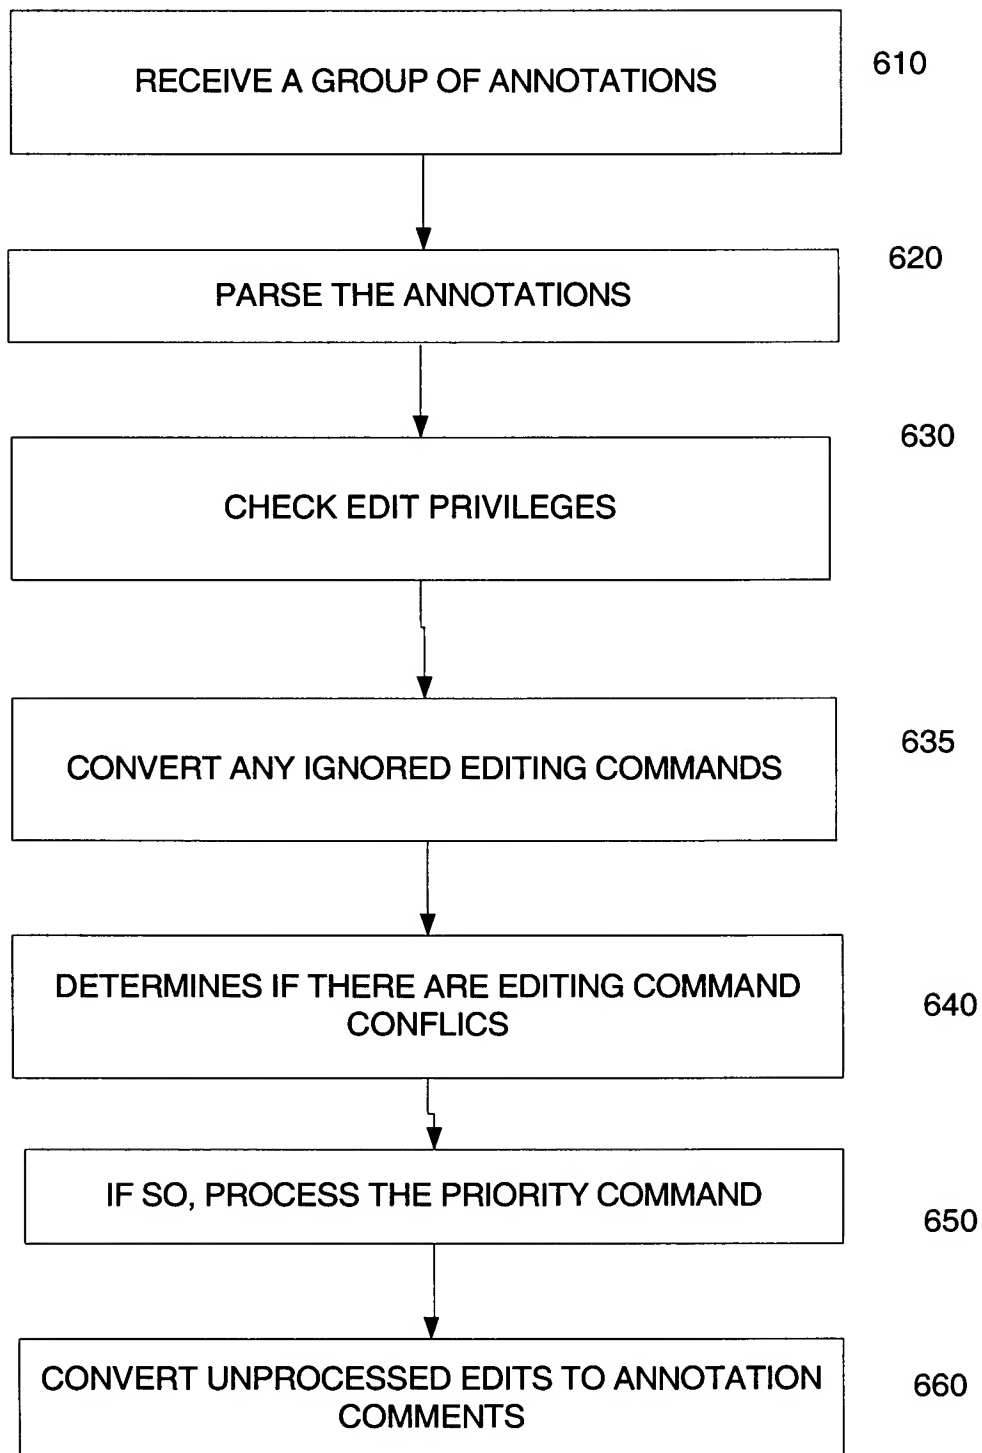 RECEIVE A GROUP OF ANNOTATIONS
610
PARSE THE ANNOTATIONS
620
CHECK EDIT PRIVILEGES
630
CONVERT ANY IGNORED EDITING COMMANDS
635
DETERMINES IF THERE ARE EDITING COMMAND
CONFLICS
640
IF SO, PROCESS THE PRIORITY COMMAND
650
CONVERT UNPROCESSED EDITS TO ANNOTATION
COMMENTS
660